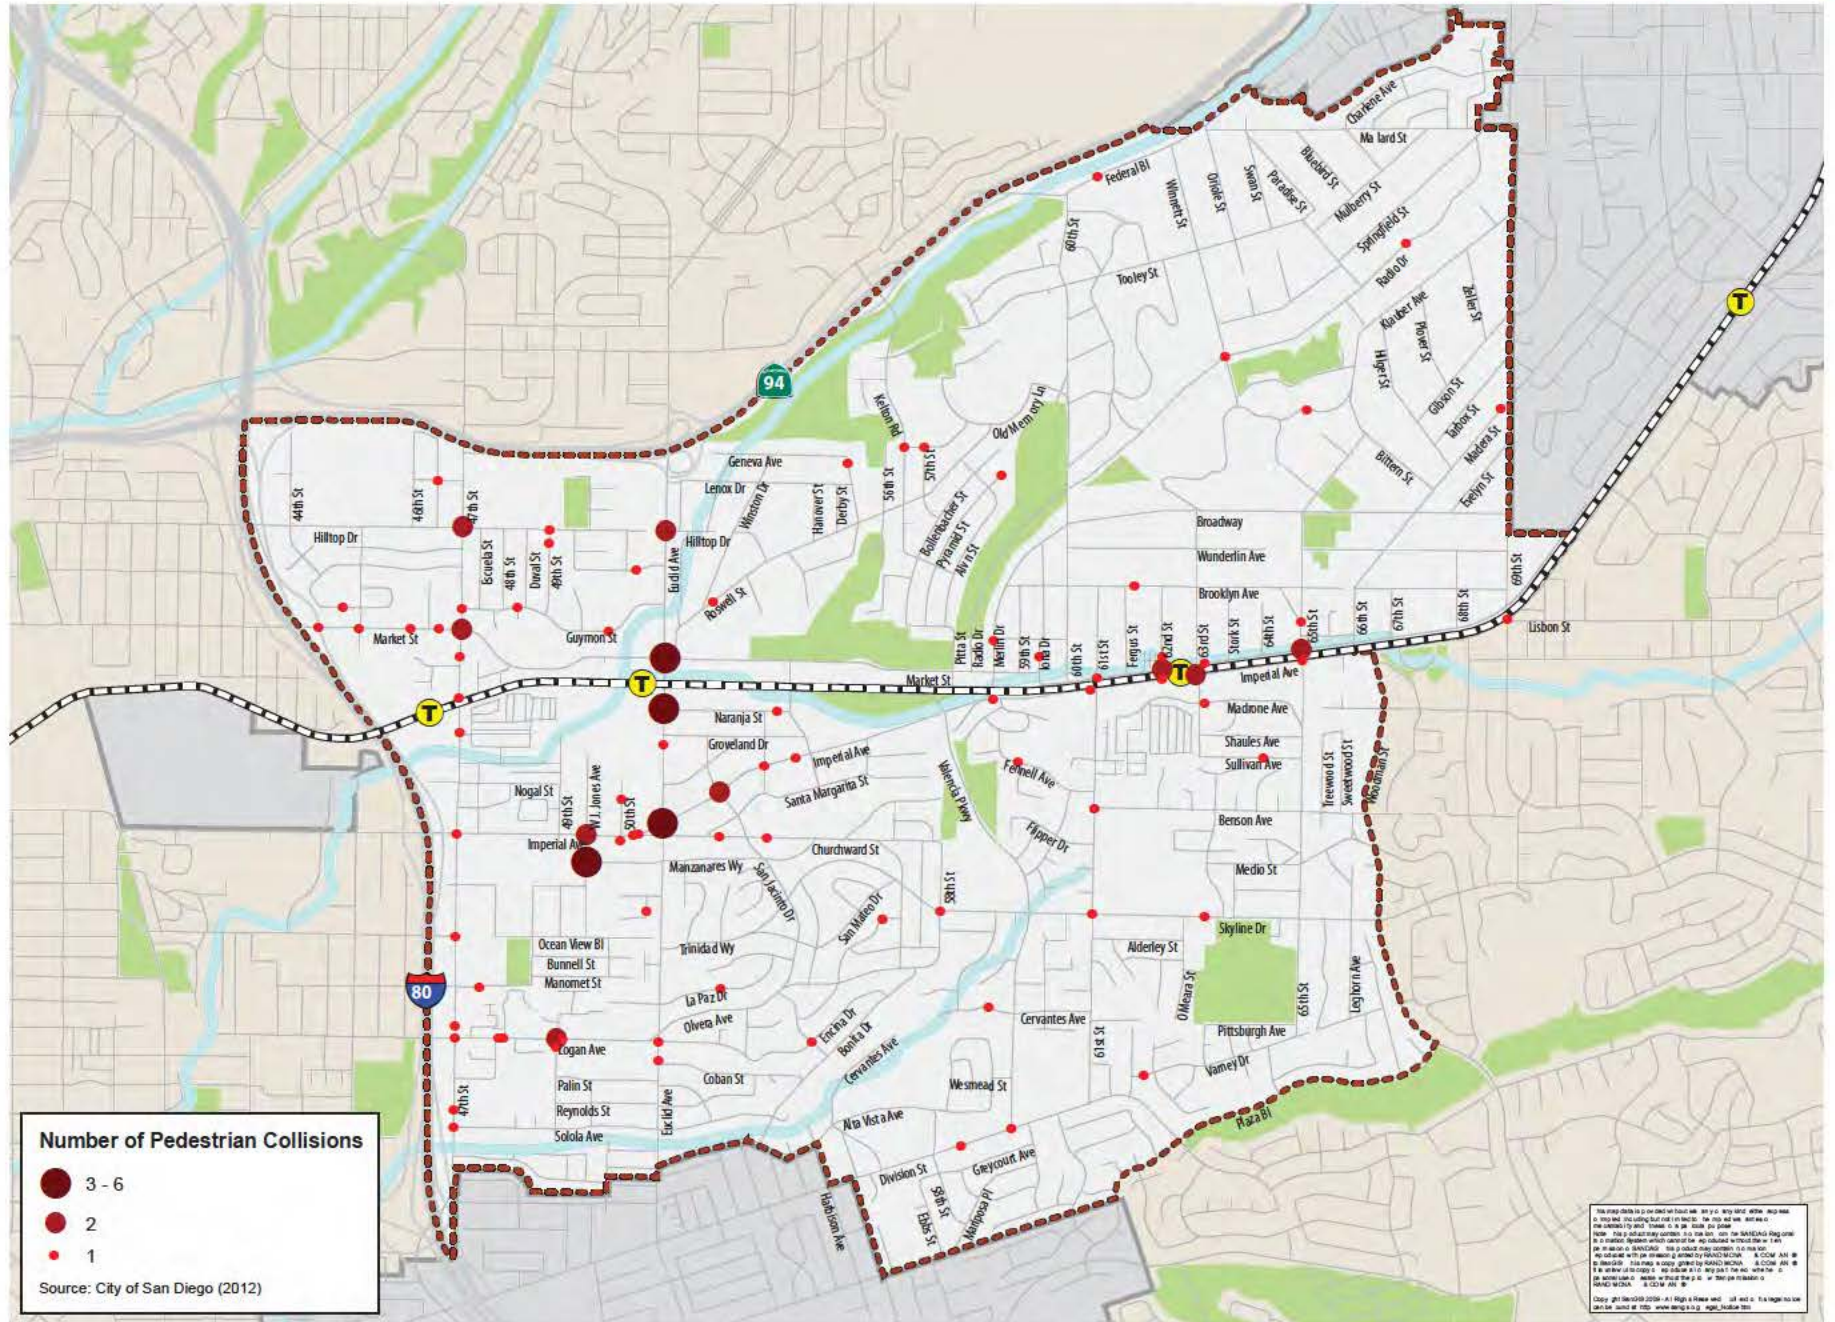 Charlene Ave
Ma lard St
Federal Bl
Bluebird St
Swan St
Paradise St
Oriole St
Winnett St
Mulberry St
60th St
Springfield St
Tooley St
Radio Dr
T
Klauber Ave
Zeller St
Plover St
Hilger St
94
Kelton Rd
Old Memory Ln
Gibson St
Tarbox St
Madera St
Geneva Ave
57th St
Bittern St
Lenox Dr
56th St
Winston Dr
Hanover St
Derby St
Evelyn St
44th St
46th St
47th St
Bollenbacher St
Pyramid St
Alvin St
Broadway
Hilltop Dr
Hilltop Dr
Escuela St
48th St
Duval St
49th St
Euclid Ave
Wunderlin Ave
69th St
Roswell St
Brooklyn Ave
68th St
67th St
66th St
65th St
64th St
Stork St
63rd St
62nd St
Fergus St
61st St
60th St
Iona Dr
59th St
Merlin Dr
Radio Dr
Pitta St
Lisbon St
Market St
Guymon St
Market St
T
T
T
Imperial Ave
Naranja St
Madrone Ave
Groveland Dr
Imperial Ave
Shaules Ave
Sullivan Ave
Fennell Ave
Treewood St
Sweetwood St
Woodman St
Nogal St
49th St
W I. Jones Ave
50th St
Santa Margarita St
Valencia Pkwy
Benson Ave
Flipper Dr
Imperial Av
Churchward St
Manzanares Wy
San Jacinto Dr
Medio St
58th St
San Mateo Dr
Skyline Dr
Ocean View Bl
Trinidad Wy
Alderley St
Bunnell St
Manomet St
Leghorn Ave
O'Meara St
65th St
80
La Paz Dr
Olvera Ave
Encina Dr
Bonita Dr
Cervantes Ave
Cervantes Ave
Pittsburgh Ave
61st St
Logan Ave
Varney Dr
Coban St
Palin St
Wesmead St
47th St
Reynolds St
Euclid Ave
Alta Vista Ave
Plaza Bl
Solola Ave
Division St
Greycourt Ave
58th St
Ebbs St
Mariposa Pl
Harbison Ave
Number of Pedestrian Collisions
3 - 6
2
1
Source: City of San Diego (2012)